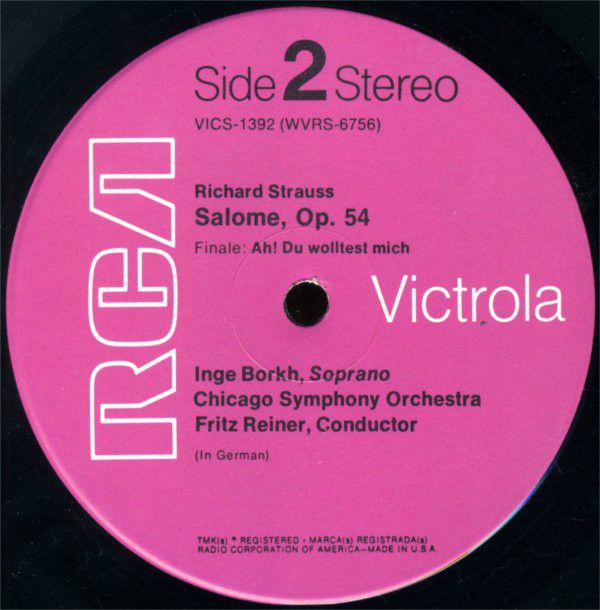 Side 2 Stereo
VICS-1392 (WVRS-6756)
RCA
Richard Strauss
Salome, Op. 54
Finale: Ah! Du wolltest mich
Victrola
Inge Borkh, Soprano
Chicago Symphony Orchestra
Fritz Reiner, Conductor
(In German)
TMK(s) ® REGISTERED • MARCA(s) REGISTRADA(s)
RADIO CORPORATION OF AMERICA—MADE IN U.S.A.